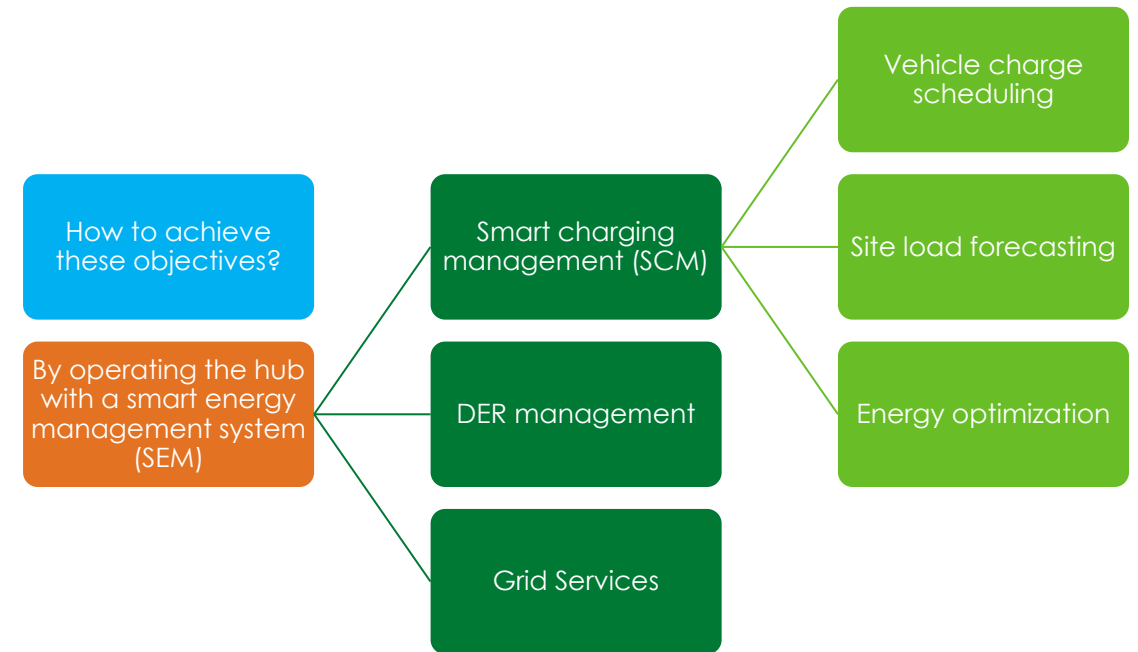 How to achieve
these objectives?
By operating the hub
with a smart energy
management system
(SEM)
Smart charging
management (SCM)
DER management
Grid Services
Vehicle charge
scheduling
Site load forecasting
Energy optimization